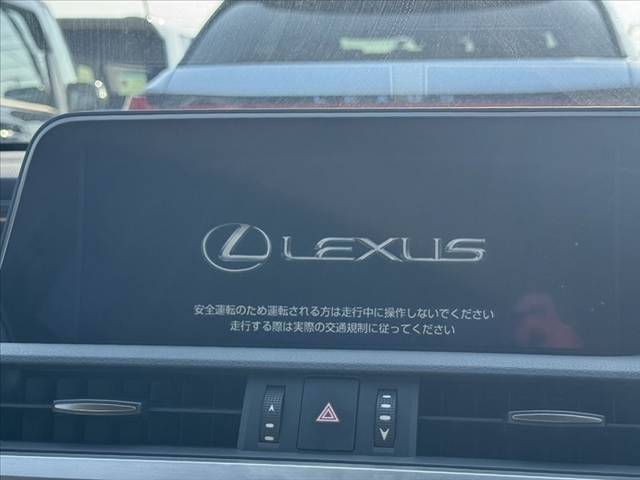 LEXUS
LEXUS
安全運転のため運転される方は走行中に操作しないでください
走行する際は実際の交通規制に従ってください